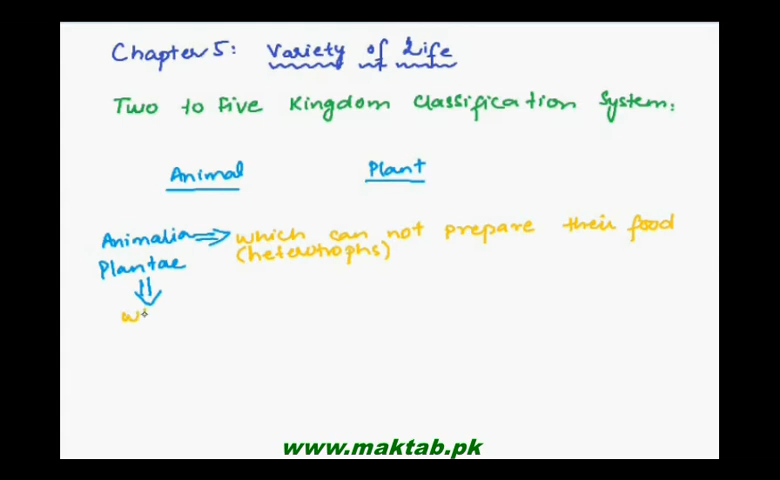 Chapter 5: Variety of Life
Two to Five Kingdom Classification System:
Animal Plant
Animalia ⇒ which can not prepare their food
(heterotrophs)
Plantae
⇓
wh
www.maktab.pk